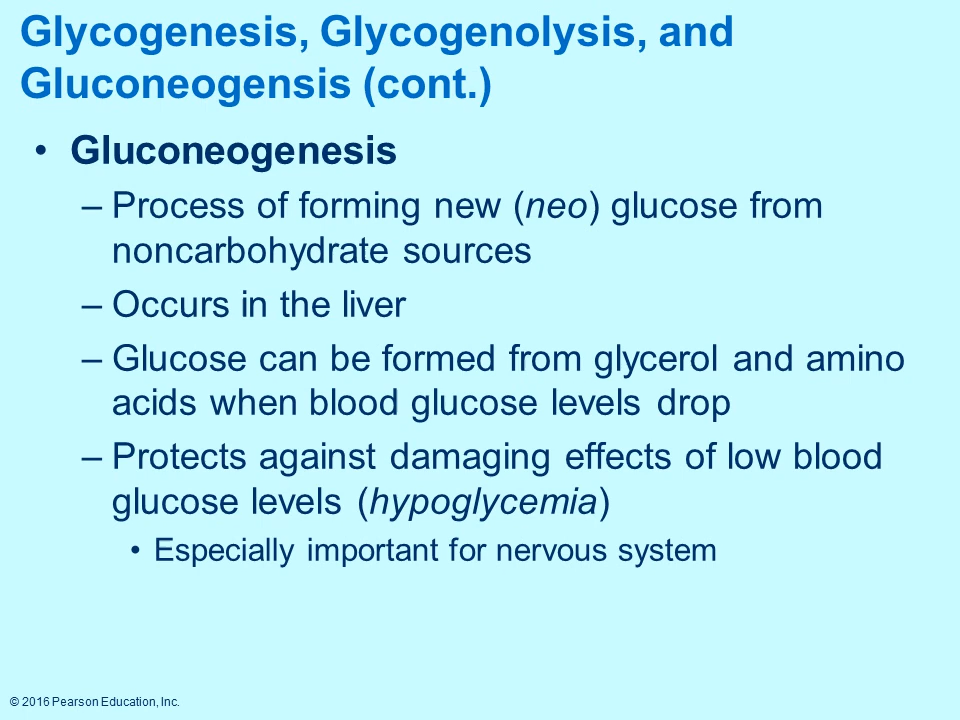 Glycogenesis, Glycogenolysis, and
Gluconeogensis (cont.)
• Gluconeogenesis
– Process of forming new (neo) glucose from
noncarbohydrate sources
– Occurs in the liver
– Glucose can be formed from glycerol and amino
acids when blood glucose levels drop
– Protects against damaging effects of low blood
glucose levels (hypoglycemia)
• Especially important for nervous system
© 2016 Pearson Education, Inc.